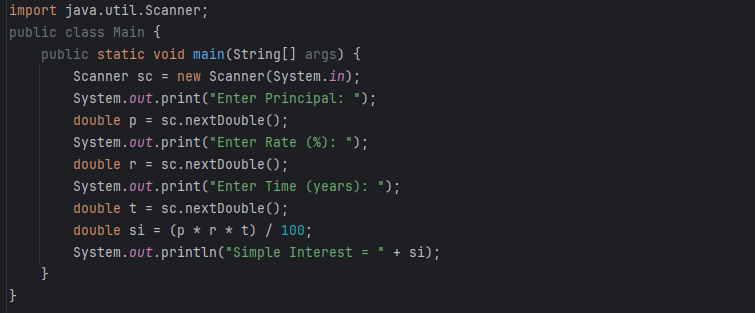 import java.util.Scanner;
public class Main {
    public static void main(String[] args) {
        Scanner sc = new Scanner(System.in);
        System.out.print("Enter Principal: ");
        double p = sc.nextDouble();
        System.out.print("Enter Rate (%): ");
        double r = sc.nextDouble();
        System.out.print("Enter Time (years): ");
        double t = sc.nextDouble();
        double si = (p * r * t) / 100;
        System.out.println("Simple Interest = " + si);
    }
}